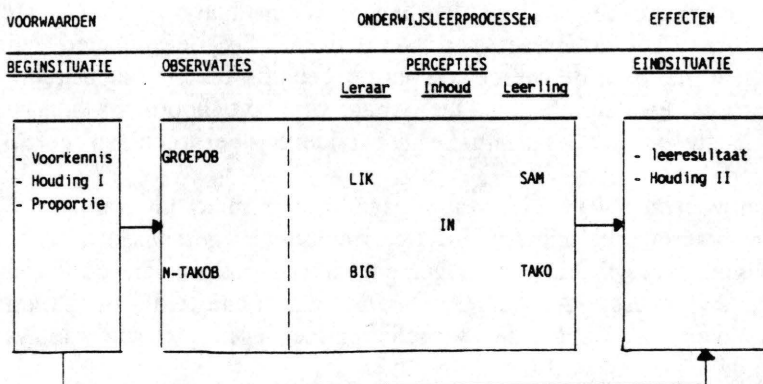 VOORWAARDEN ONDERWIJSLEERPROCESSEN EFFECTEN
BEGINSITUATIE OBSERVATIES PERCEPTIES EINDSITUATIE
Leraar Inhoud Leerling
- Voorkennis GROEPOB - leeresultaat
- Houding I LIK SAM - Houding II
- Proportie
IN
N-TAKOB BIG TAKO